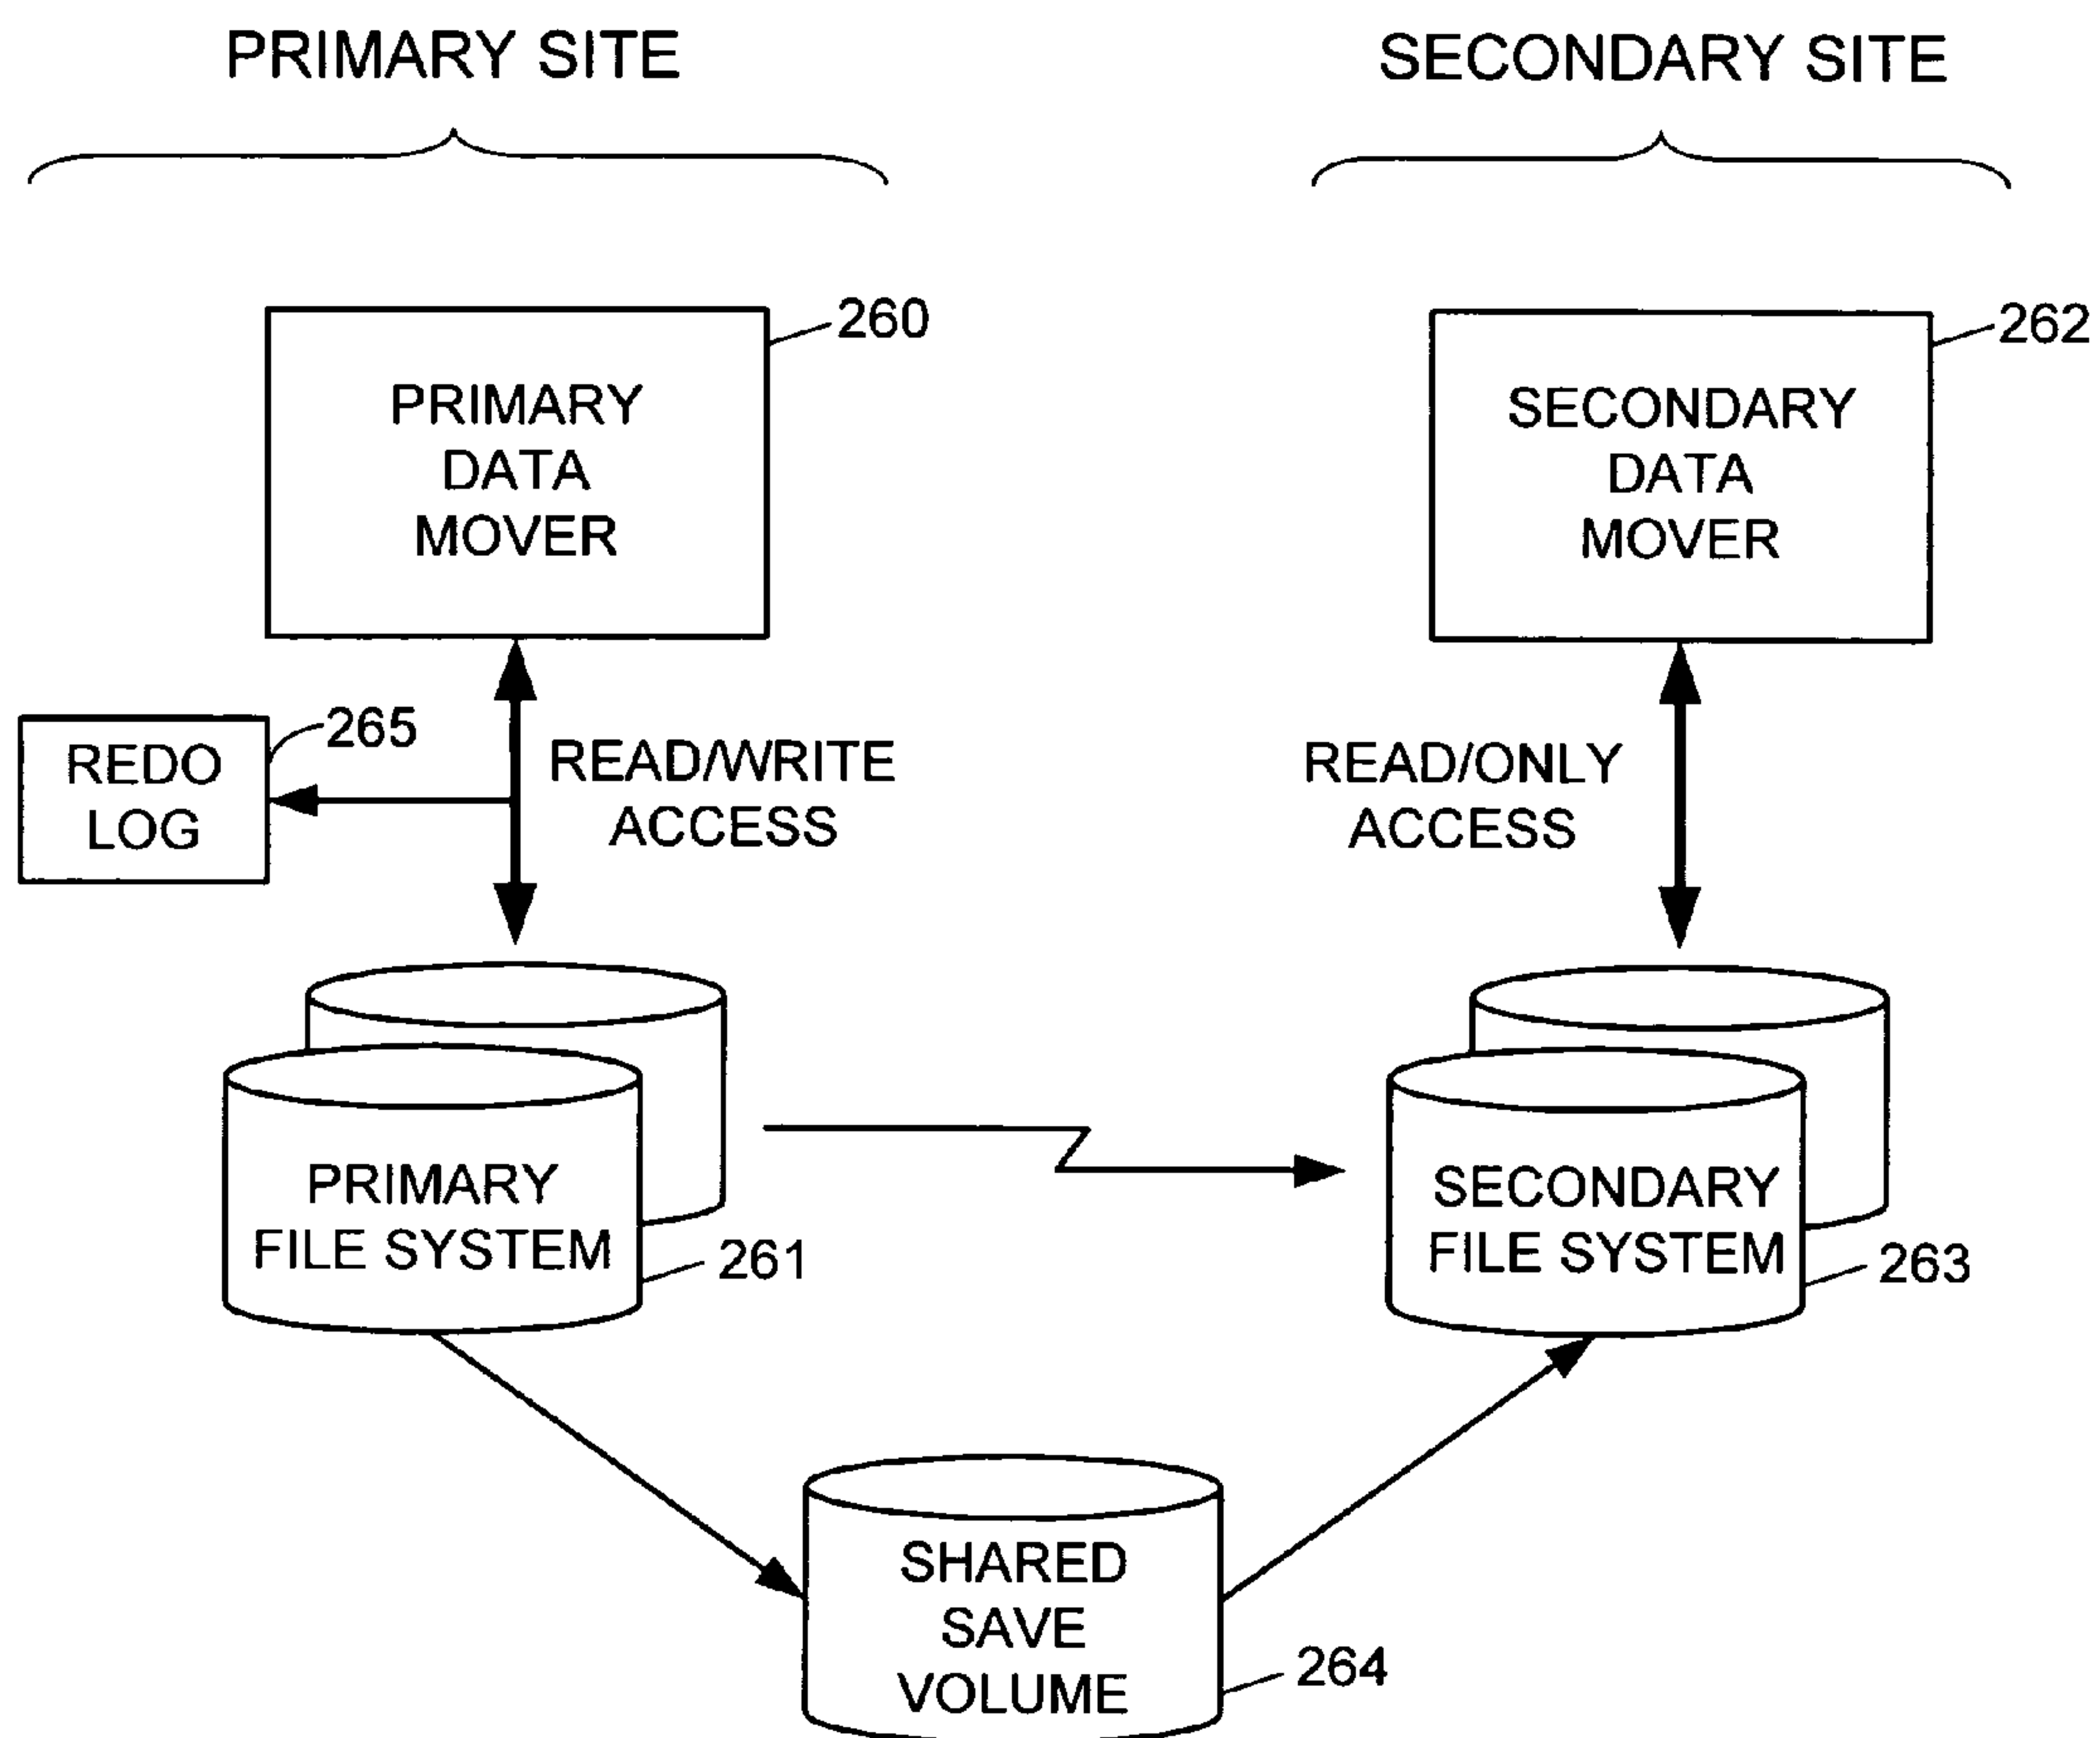 PRIMARY SITE
SECONDARY SITE
260
PRIMARY
DATA
MOVER
262
SECONDARY
DATA
MOVER
265
REDO
LOG
READ/WRITE
ACCESS
READ/ONLY
ACCESS
PRIMARY
FILE SYSTEM
261
SECONDARY
FILE SYSTEM
263
SHARED
SAVE
VOLUME
264